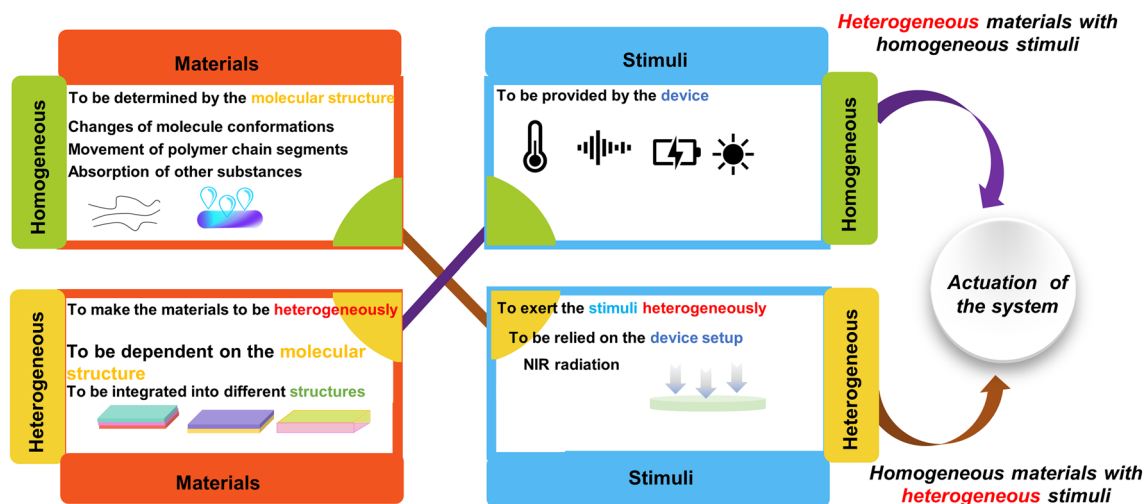 Materials
Homogeneous
To be determined by the molecular structure
Changes of molecule conformations
Movement of polymer chain segments
Absorption of other substances
Stimuli
To be provided by the device
Homogeneous
Heterogeneous materials with
homogeneous stimuli
Heterogeneous
To make the materials to be heterogeneously
To be dependent on the molecular
structure
To be integrated into different structures
Materials
To exert the stimuli heterogeneously
To be relied on the device setup
NIR radiation
Stimuli
Heterogeneous
Actuation of
the system
Homogeneous materials with
heterogeneous stimuli